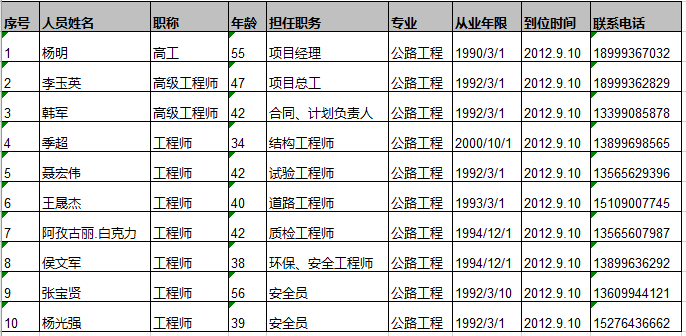 序号 人员姓名 职称 年龄 担任职务 专业 从业年限 到位时间 联系电话
1 杨明 高工 55 项目经理 公路工程 1990/3/1 2012.9.10 18999367032
2 李玉英 高级工程师 47 项目总工 公路工程 1992/3/1 2012.9.10 18999362829
3 韩军 高级工程师 42 合同、计划负责人 公路工程 1992/3/1 2012.9.10 13399085878
4 季超 工程师 34 结构工程师 公路工程 2000/10/1 2012.9.10 13899698565
5 聂宏伟 工程师 42 试验工程师 公路工程 1992/3/1 2012.9.10 13565629396
6 王晟杰 工程师 40 道路工程师 公路工程 1993/3/1 2012.9.10 15109007745
7 阿孜古丽.白克力 工程师 42 质检工程师 公路工程 1994/12/1 2012.9.10 13565607987
8 侯文军 工程师 38 环保、安全工程师 公路工程 1994/12/1 2012.9.10 13899636292
9 张宝贤 工程师 56 安全员 公路工程 1992/3/10 2012.9.10 13609944121
10 杨光强 工程师 39 安全员 公路工程 1992/3/1 2012.9.10 15276436662